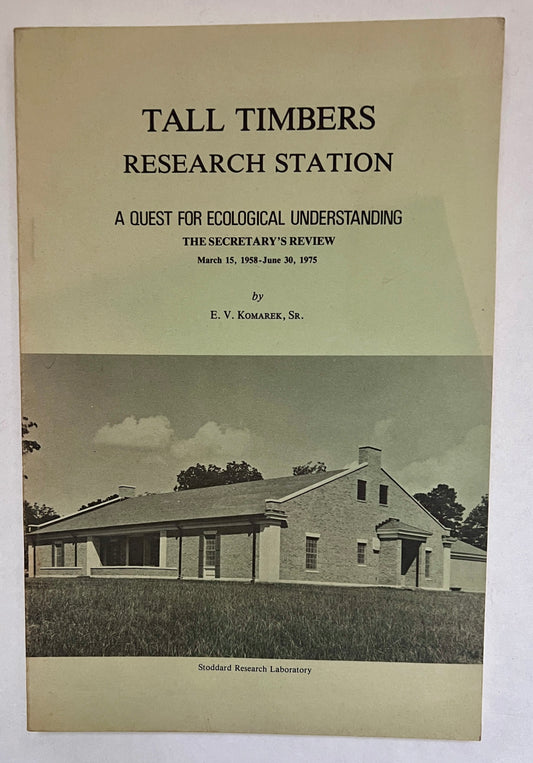 TALL TIMBERS
RESEARCH STATION
A QUEST FOR ECOLOGICAL UNDERSTANDING
THE SECRETARY'S REVIEW
March 15, 1958-June 30, 1975
by
E. V. KOMAREK, SR.
Stoddard Research Laboratory